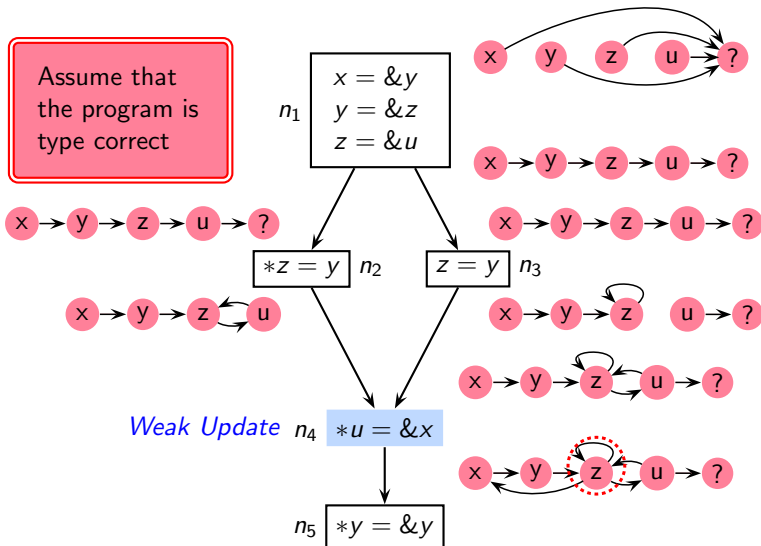 Assume that
the program is
type correct
n1
x = &y
y = &z
z = &u
x y z u ?
x y z u ?
x y z u ?
*z = y n2
z = y n3
x y z u ?
x y z u
x y z u ?
x y z u ?
Weak Update n4 *u = &x
x y z u ?
n5 *y = &y